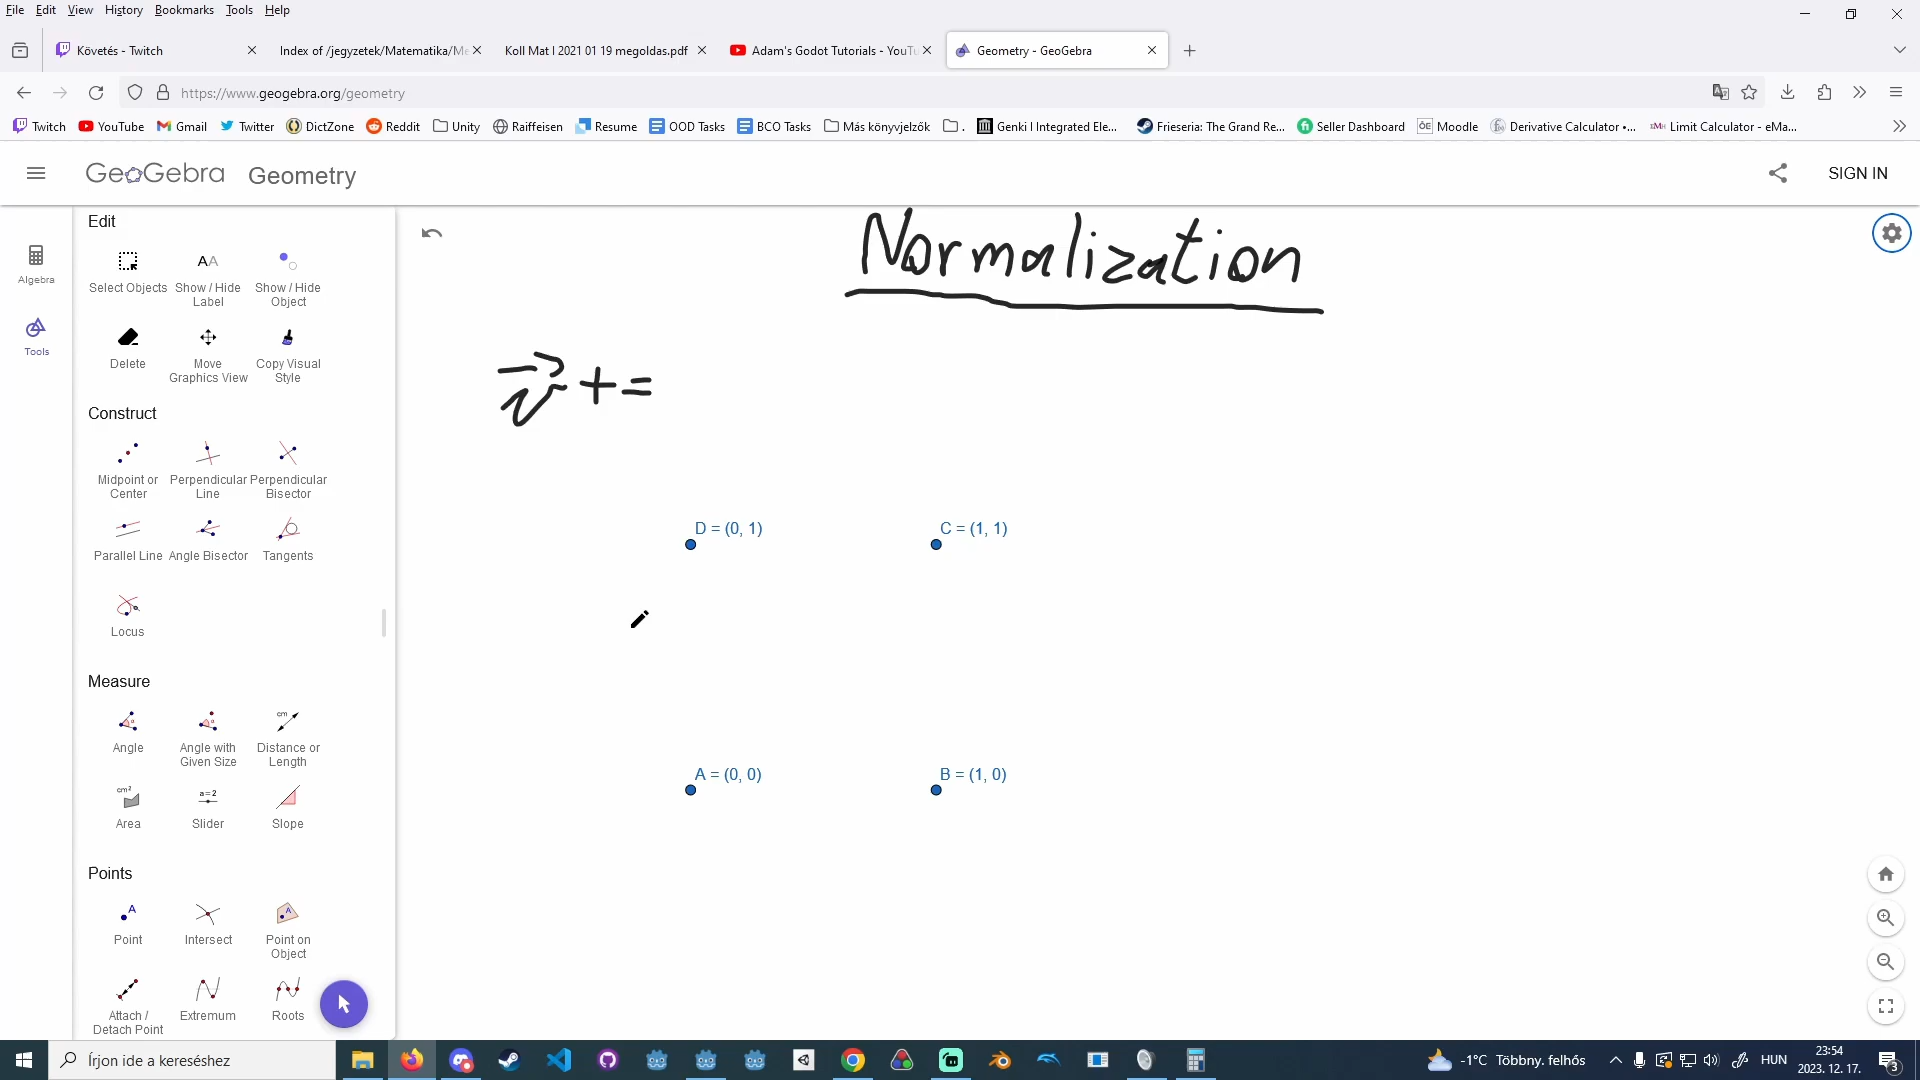 File Edit View History Bookmarks Tools Help
Követés - Twitch
Index of /jegyzetek/Matematika/Me
Koll Mat I 2021 01 19 megoldas.pdf
Adam's Godot Tutorials - YouTu
Geometry - GeoGebra
https://www.geogebra.org/geometry
Twitch YouTube Gmail Twitter DictZone Reddit Unity Raiffeisen Resume OOD Tasks BCO Tasks Más könyvjelzők . Genki I Integrated Ele... Frieseria: The Grand Re... Seller Dashboard Moodle Derivative Calculator •... Limit Calculator - eMa...
GeoGebra Geometry
SIGN IN
Algebra
Tools
Edit
Select Objects
Show / Hide Label
Show / Hide Object
Delete
Move Graphics View
Copy Visual Style
Construct
Midpoint or Center
Perpendicular Line
Perpendicular Bisector
Parallel Line
Angle Bisector
Tangents
Locus
Measure
cm
Angle
Angle with Given Size
Distance or Length
cm²
a=2
Area
Slider
Slope
Points
A
A
Point
Intersect
Point on Object
Attach / Detach Point
Extremum
Roots
Normalization
v⃗ + =
D = (0, 1)
C = (1, 1)
A = (0, 0)
B = (1, 0)
Írjon ide a kereséshez
-1°C Többny. felhős
HUN
23:54
2023. 12. 17.
3